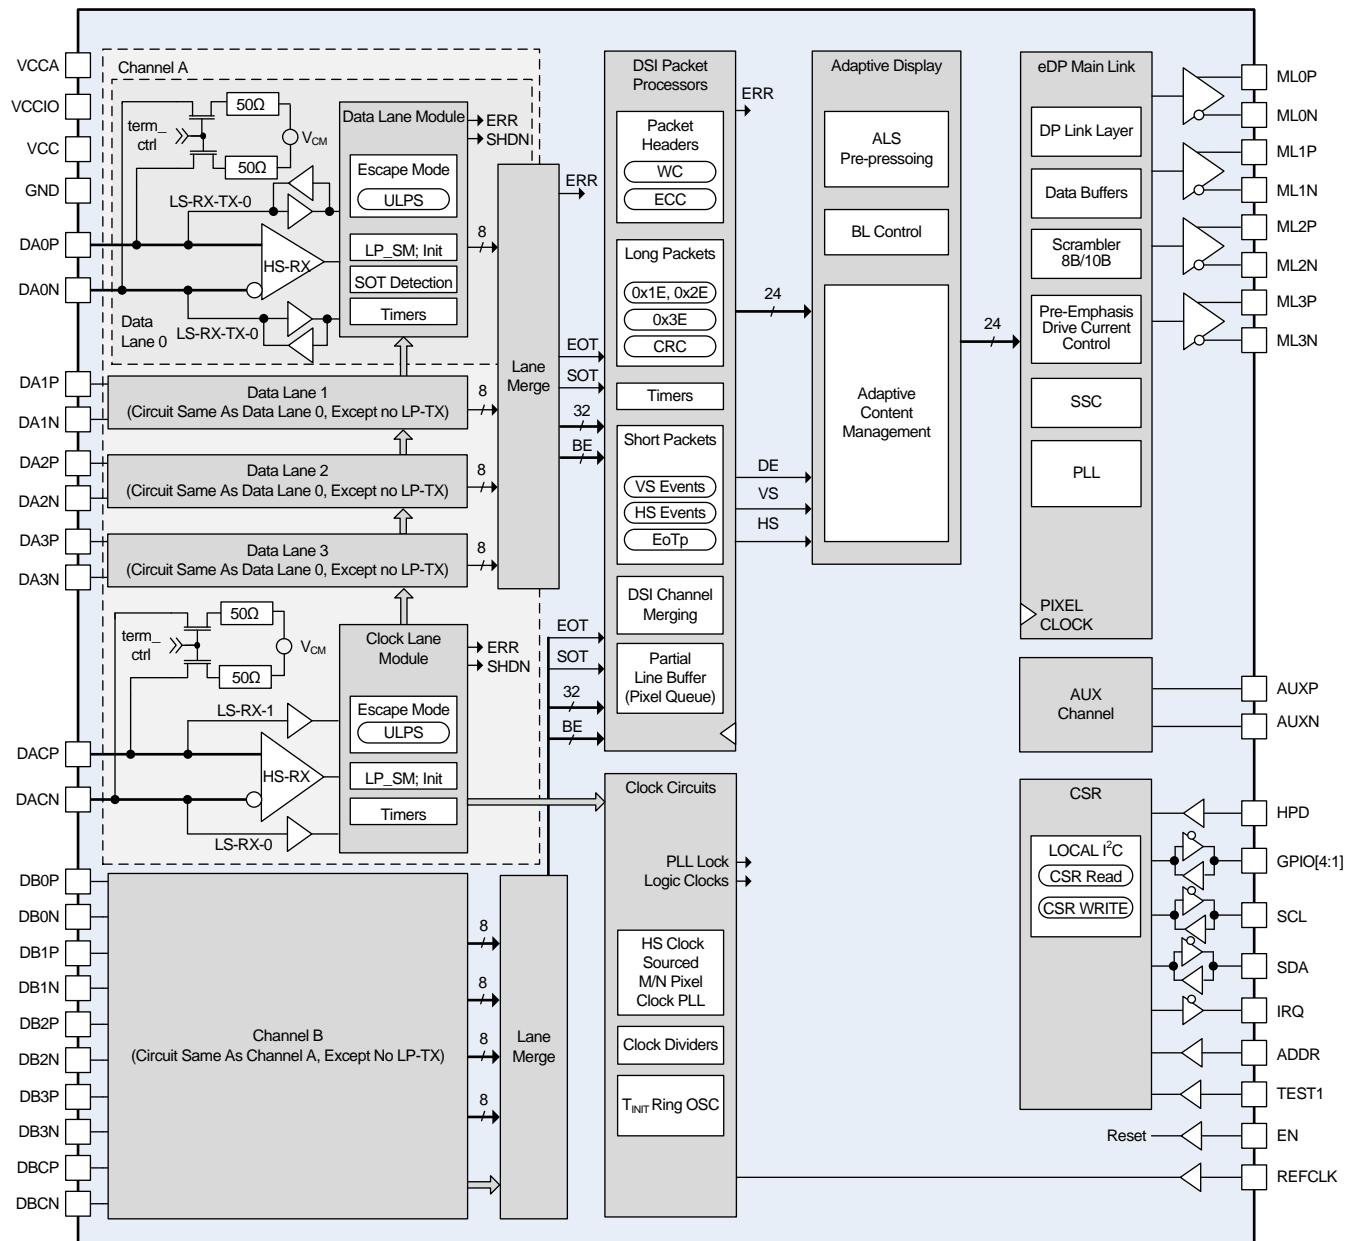 VCCA
VCCIO
VCC
GND
DA0P
DA0N
DA1P
DA1N
DA2P
DA2N
DA3P
DA3N
DACP
DACN
DB0P
DB0N
DB1P
DB1N
DB2P
DB2N
DB3P
DB3N
DBCP
DBCN
Channel A
50Ω
term_
ctrl
VCM
50Ω
LS-RX-TX-0
HS-RX
LS-RX-TX-0
Data
Lane 0
Data Lane Module
Escape Mode
ULPS
LP_SM; Init
SOT Detection
Timers
ERR
SHDN
8
Data Lane 1
(Circuit Same As Data Lane 0, Except no LP-TX)
8
Data Lane 2
(Circuit Same As Data Lane 0, Except no LP-TX)
8
Data Lane 3
(Circuit Same As Data Lane 0, Except no LP-TX)
8
50Ω
term_
ctrl
VCM
50Ω
LS-RX-1
HS-RX
LS-RX-0
Clock Lane
Module
Escape Mode
ULPS
LP_SM; Init
Timers
ERR
SHDN
Channel B
(Circuit Same As Channel A, Except No LP-TX)
8
8
8
8
Lane
Merge
Lane
Merge
ERR
EOT
SOT
32
BE
EOT
SOT
32
BE
DSI Packet
Processors
Packet
Headers
WC
ECC
Long Packets
0x1E, 0x2E
0x3E
CRC
Timers
Short Packets
VS Events
HS Events
EoTp
DSI Channel
Merging
Partial
Line Buffer
(Pixel Queue)
ERR
24
DE
VS
HS
Clock Circuits
PLL Lock
Logic Clocks
HS Clock
Sourced
M/N Pixel
Clock PLL
Clock Dividers
TINIT Ring OSC
Adaptive Display
ALS
Pre-pressoing
BL Control
Adaptive
Content
Management
24
eDP Main Link
DP Link Layer
Data Buffers
Scrambler
8B/10B
Pre-Emphasis
Drive Current
Control
SSC
PLL
PIXEL
CLOCK
AUX
Channel
CSR
LOCAL I²C
CSR Read
CSR WRITE
Reset
ML0P
ML0N
ML1P
ML1N
ML2P
ML2N
ML3P
ML3N
AUXP
AUXN
HPD
GPIO[4:1]
SCL
SDA
IRQ
ADDR
TEST1
EN
REFCLK